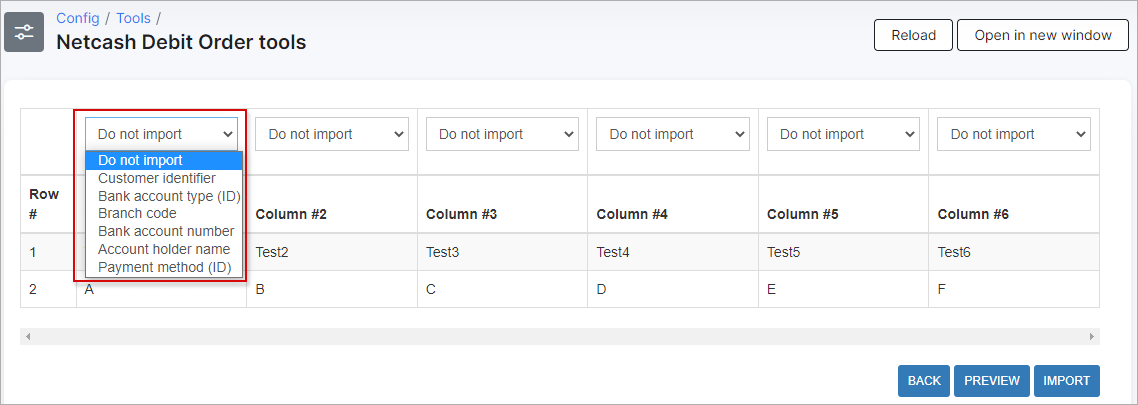 Config / Tools /
Netcash Debit Order tools
Reload
Open in new window
Do not import
Do not import
Do not import
Do not import
Do not import
Do not import
Do not import
Customer identifier
Bank account type (ID)
Branch code
Bank account number
Account holder name
Payment method (ID)
Row
#
Column #2
Column #3
Column #4
Column #5
Column #6
1
Test2
Test3
Test4
Test5
Test6
2
A
B
C
D
E
F
BACK
PREVIEW
IMPORT